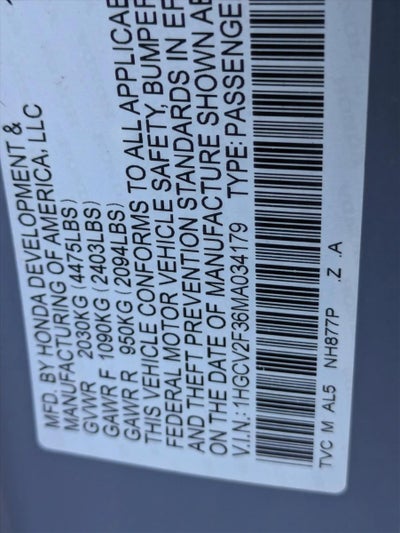 MFD. BY HONDA DEVELOPMENT &
MANUFACTURING OF AMERICA, LLC
GVWR 2030KG (4475LBS)
GAWR F 1090KG (2403LBS)
GAWR R 950KG (2094LBS)
THIS VEHICLE CONFORMS TO ALL APPLICAB
FEDERAL MOTOR VEHICLE SAFETY, BUMPER
AND THEFT PREVENTION STANDARDS IN EF
ON THE DATE OF MANUFACTURE SHOWN AB
V.I.N.: 1HGCV2F36MA034179 TYPE: PASSENGE
TVC M AL5 NH877P .Z .A